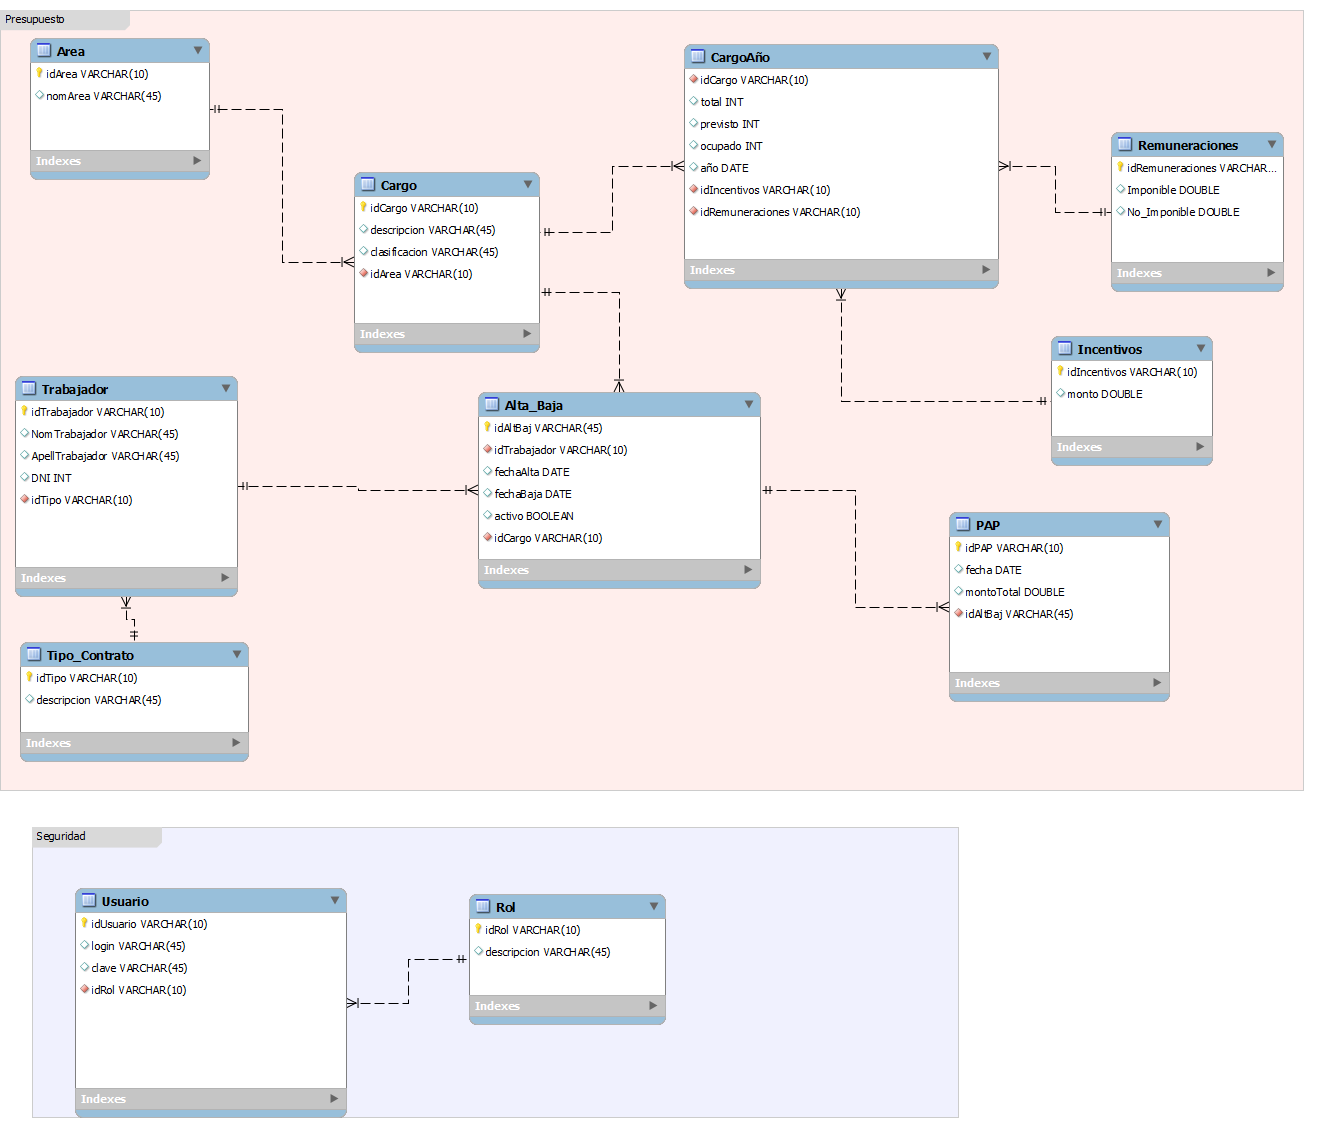 Presupuesto
Area
idArea VARCHAR(10)
nomArea VARCHAR(45)
Indexes
Cargo
idCargo VARCHAR(10)
descripcion VARCHAR(45)
clasificacion VARCHAR(45)
idArea VARCHAR(10)
Indexes
CargoAño
idCargo VARCHAR(10)
total INT
previsto INT
ocupado INT
año DATE
idIncentivos VARCHAR(10)
idRemuneraciones VARCHAR(10)
Indexes
Remuneraciones
idRemuneraciones VARCHAR...
Imponible DOUBLE
No_Imponible DOUBLE
Indexes
Incentivos
idIncentivos VARCHAR(10)
monto DOUBLE
Indexes
Trabajador
idTrabajador VARCHAR(10)
NomTrabajador VARCHAR(45)
ApellTrabajador VARCHAR(45)
DNI INT
idTipo VARCHAR(10)
Indexes
Alta_Baja
idAltBaj VARCHAR(45)
idTrabajador VARCHAR(10)
fechaAlta DATE
fechaBaja DATE
activo BOOLEAN
idCargo VARCHAR(10)
Indexes
PAP
idPAP VARCHAR(10)
fecha DATE
montoTotal DOUBLE
idAltBaj VARCHAR(45)
Indexes
Tipo_Contrato
idTipo VARCHAR(10)
descripcion VARCHAR(45)
Indexes
Seguridad
Usuario
idUsuario VARCHAR(10)
login VARCHAR(45)
clave VARCHAR(45)
idRol VARCHAR(10)
Indexes
Rol
idRol VARCHAR(10)
descripcion VARCHAR(45)
Indexes